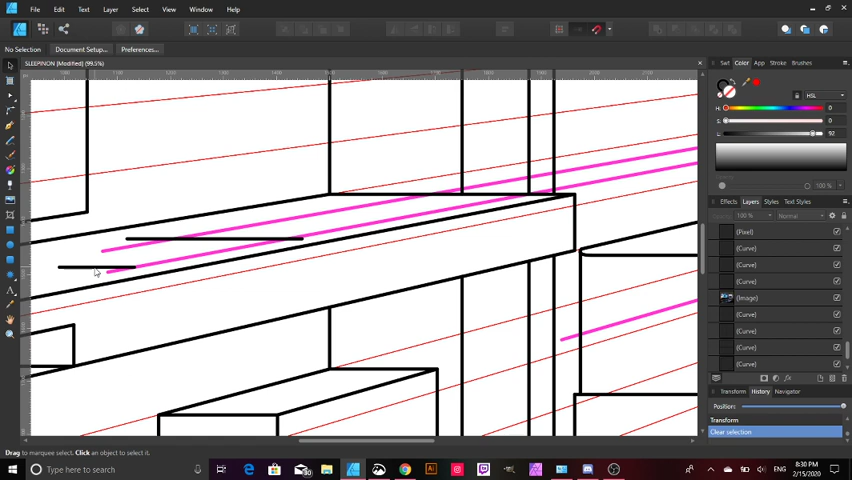 File Edit Text Layer Select View Window Help
No Selection Document Setup... Preferences...
SLEEPINON (Modified) (99.5%)
Set Color App Stroke Brushes
HSL
H: 0
S: 0
L: 92
100 %
Effects Layers Styles Text Styles
100 % Normal
(Pixel)
(Curve)
(Curve)
(Curve)
(Image)
(Curve)
(Curve)
(Curve)
(Curve)
Transform History Navigator
Position:
Transform
Clear selection
Drag to marquee select. Click an object to select it.
Type here to search
ENG
8:30 PM
2/15/2020